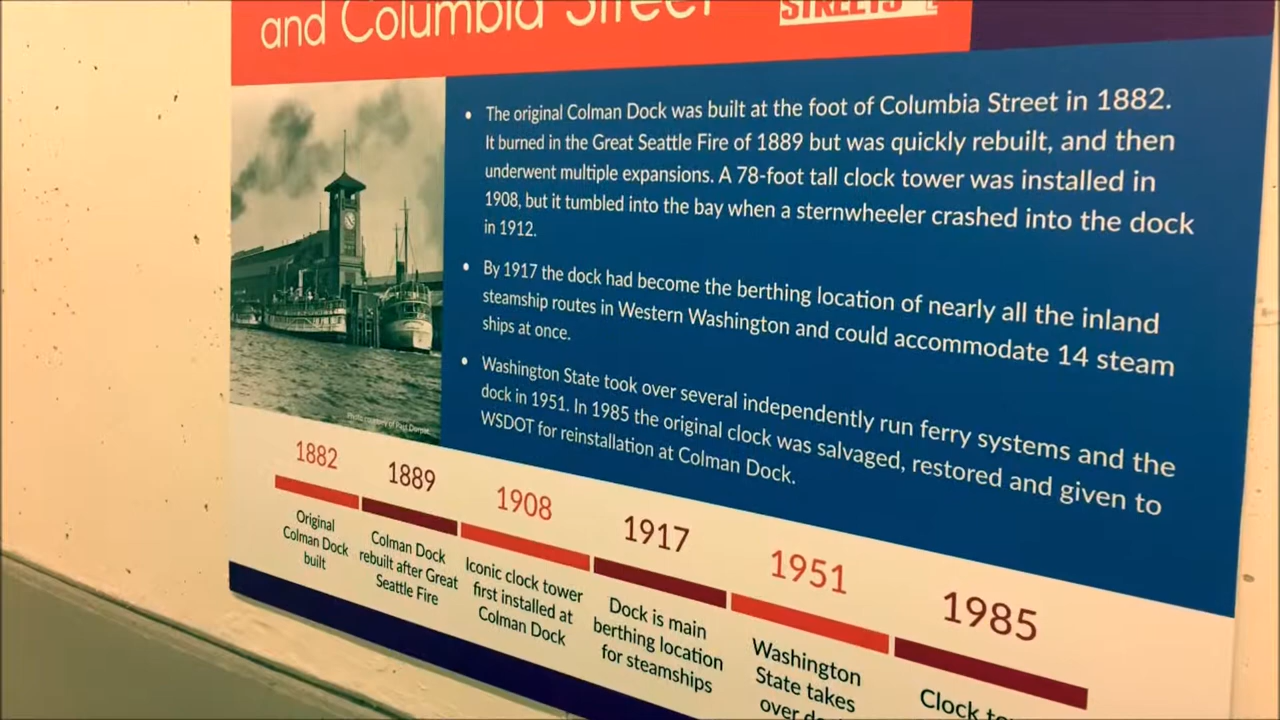 and Columbia Street
STREETS
• The original Colman Dock was built at the foot of Columbia Street in 1882.
It burned in the Great Seattle Fire of 1889 but was quickly rebuilt, and then
underwent multiple expansions. A 78-foot tall clock tower was installed in
1908, but it tumbled into the bay when a sternwheeler crashed into the dock
in 1912.
• By 1917 the dock had become the berthing location of nearly all the inland
steamship routes in Western Washington and could accommodate 14 steam
ships at once.
• Washington State took over several independently run ferry systems and the
dock in 1951. In 1985 the original clock was salvaged, restored and given to
WSDOT for reinstallation at Colman Dock.
Photo courtesy of Paul Dorpat
1882
Original
Colman Dock
built
1889
Colman Dock
rebuilt after Great
Seattle Fire
1908
Iconic clock tower
first installed at
Colman Dock
1917
Dock is main
berthing location
for steamships
1951
Washington
State takes
over
1985
Clock